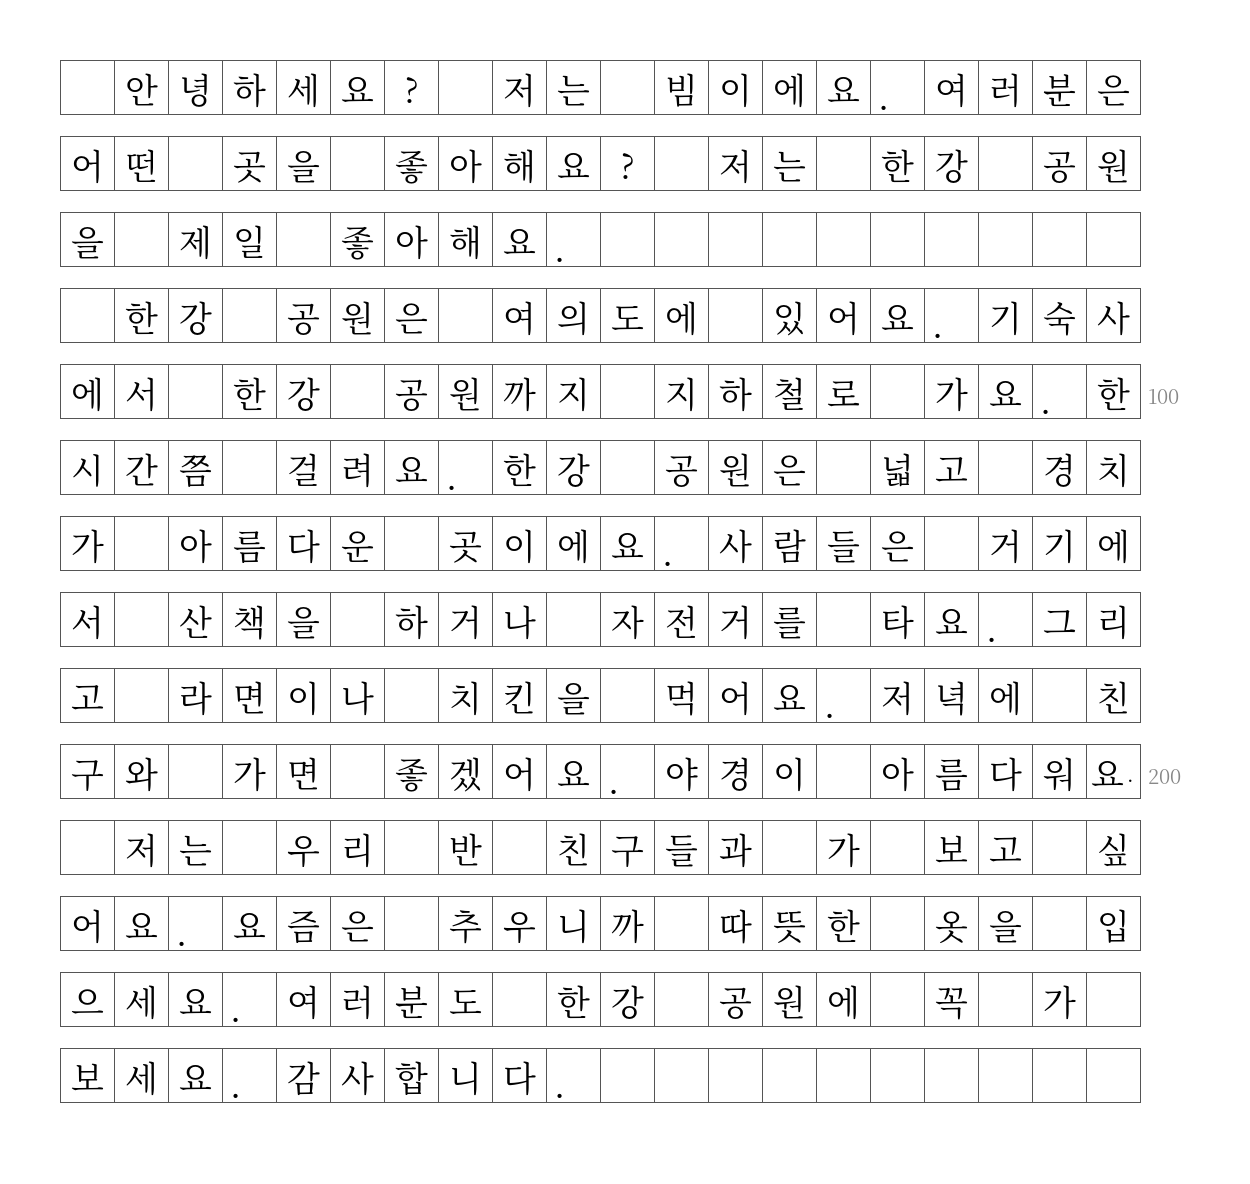 안녕하세요? 저는 빔이에요. 여러분은
어떤 곳을 좋아해요? 저는 한강 공원
을 제일 좋아해요.
한강 공원은 여의도에 있어요. 기숙사
에서 한강 공원까지 지하철로 가요. 한 100
시간쯤 걸려요. 한강 공원은 넓고 경치
가 아름다운 곳이에요. 사람들은 거기에
서 산책을 하거나 자전거를 타요. 그리
고 라면이나 치킨을 먹어요. 저녁에 친
구와 가면 좋겠어요. 야경이 아름다워요. 200
저는 우리 반 친구들과 가 보고 싶
어요. 요즘은 추우니까 따뜻한 옷을 입
으세요. 여러분도 한강 공원에 꼭 가
보세요. 감사합니다.